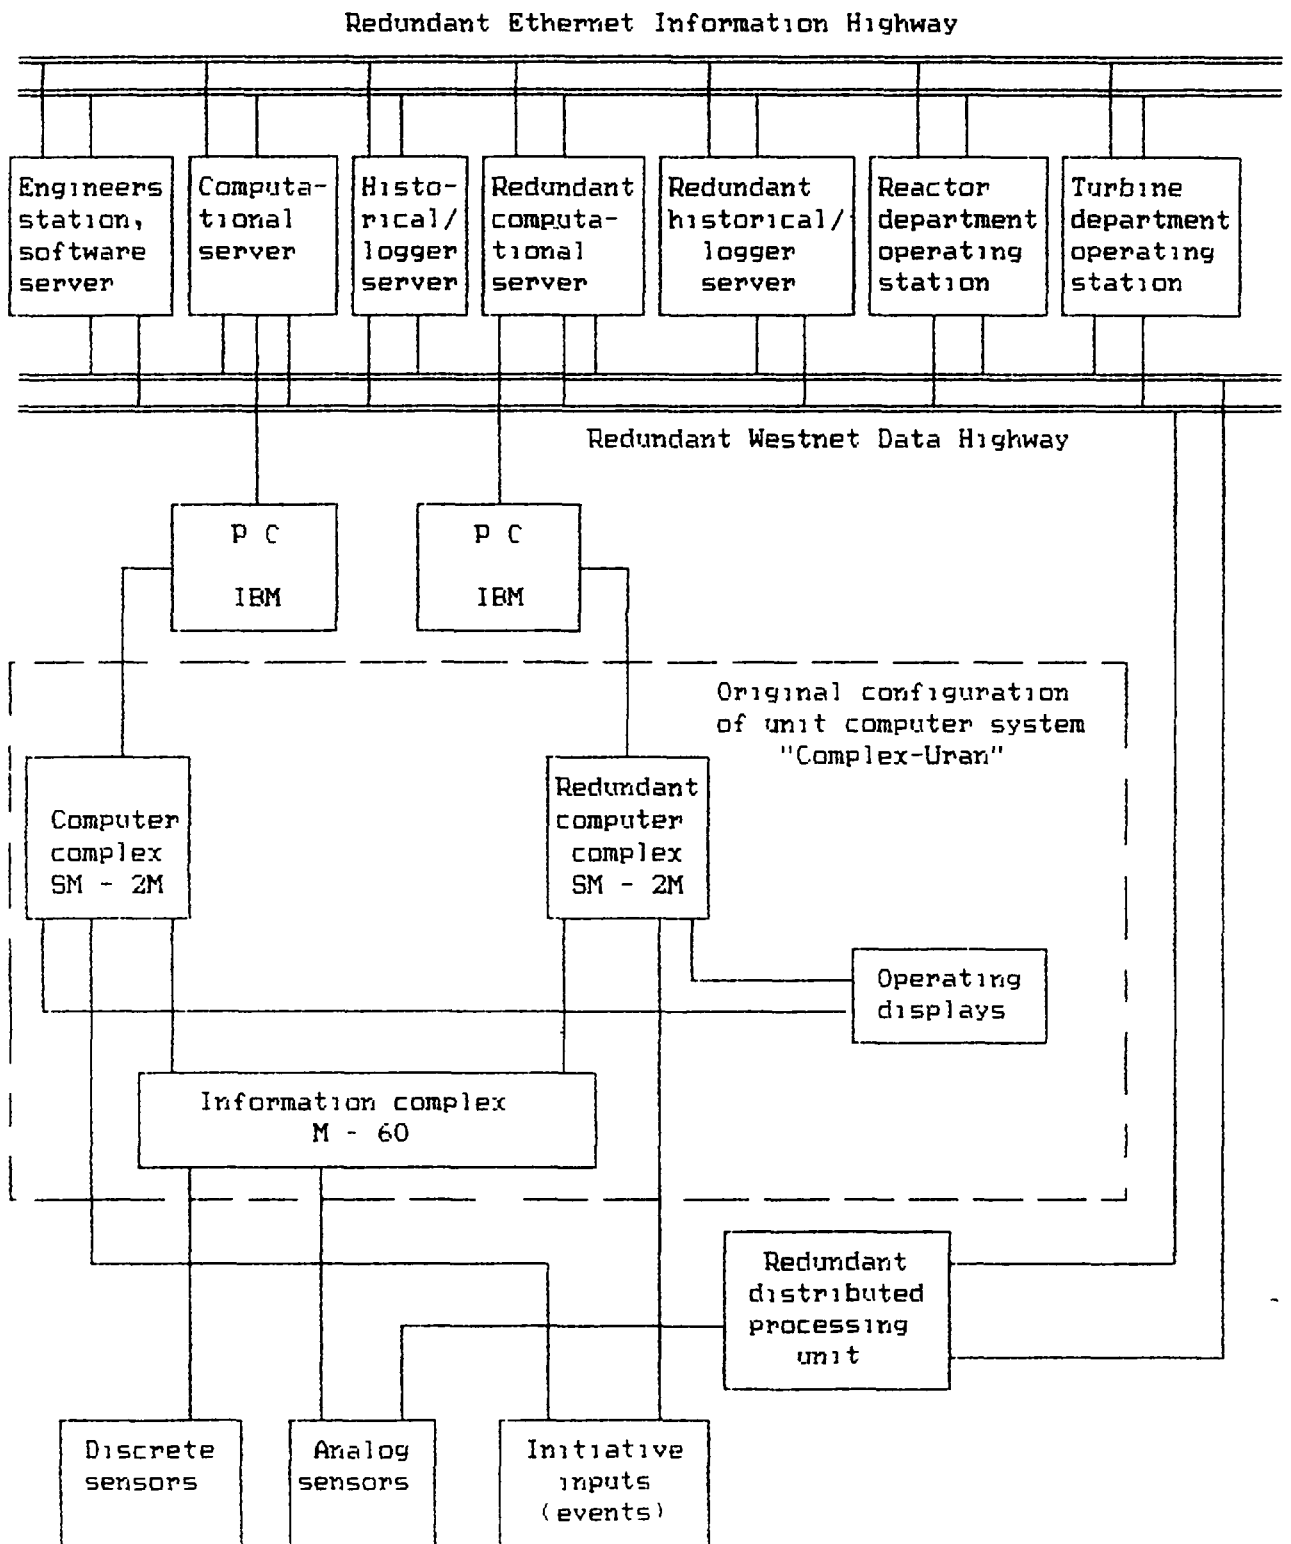 Redundant Ethernet Information Highway
Engineers
station,
software
server
Computa-
tional
server
Histo-
rical/
logger
server
Redundant
computa-
tional
server
Redundant
historical/
logger
server
Reactor
department
operating
station
Turbine
department
operating
station
Redundant Westnet Data Highway
P C
IBM
P C
IBM
Original configuration
of unit computer system
"Complex-Uran"
Computer
complex
SM - 2M
Redundant
computer
complex
SM - 2M
Operating
displays
Information complex
M - 60
Redundant
distributed
processing
unit
Discrete
sensors
Analog
sensors
Initiative
inputs
(events)